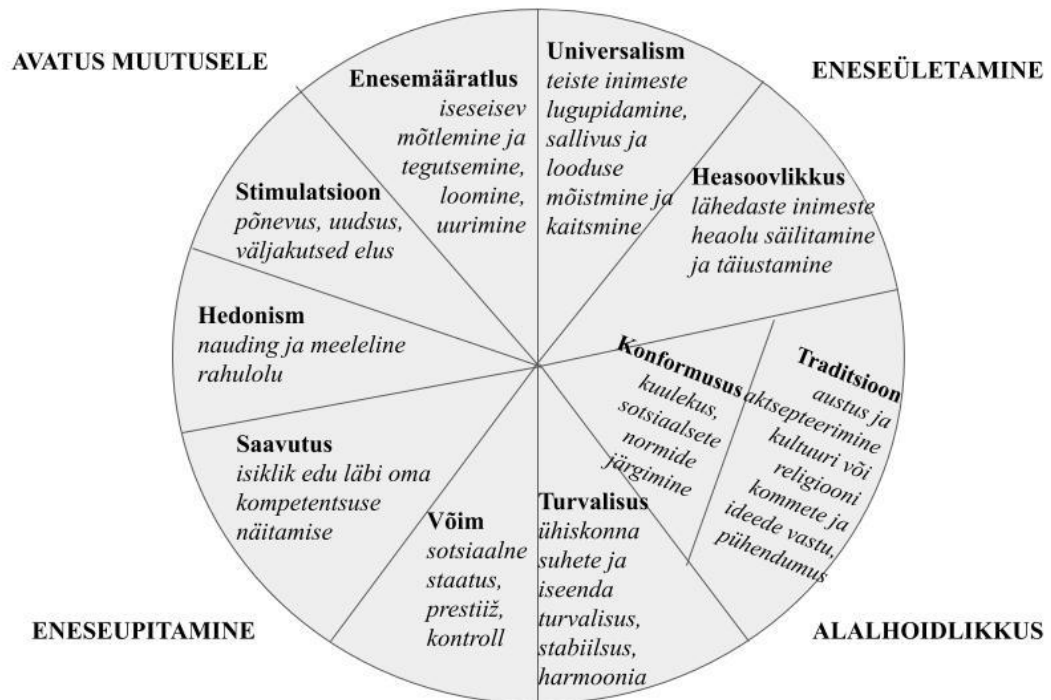 AVATUS MUUTUSELE
ENESEÜLETAMINE
Enesemääratlus
iseseisev
mõtlemine ja
tegutsemine,
loomine,
uurimine
Universalism
teiste inimeste
lugupidamine,
sallivus ja
looduse
mõistmine ja
kaitsmine
Stimulatsioon
põnevus, uudsus,
väljakutsed elus
Heasoovlikkus
lähedaste inimeste
heaolu säilitamine
ja täiustamine
Hedonism
nauding ja meeleline
rahulolu
Konformusus
kuulekus,
sotsiaalsete
normide
järgimine
Traditsioon
austus ja
aktsepteerimine
kultuuri või
religiooni
kommete ja
ideede vastu,
pühendumus
Saavutus
isiklik edu läbi oma
kompetentsuse
näitamise
Võim
sotsiaalne
staatus,
prestiiž,
kontroll
Turvalisus
ühiskonna
suhete ja
iseenda
turvalisus,
stabiilsus,
harmoonia
ENESEUPITAMINE
ALALHOIDLIKKUS